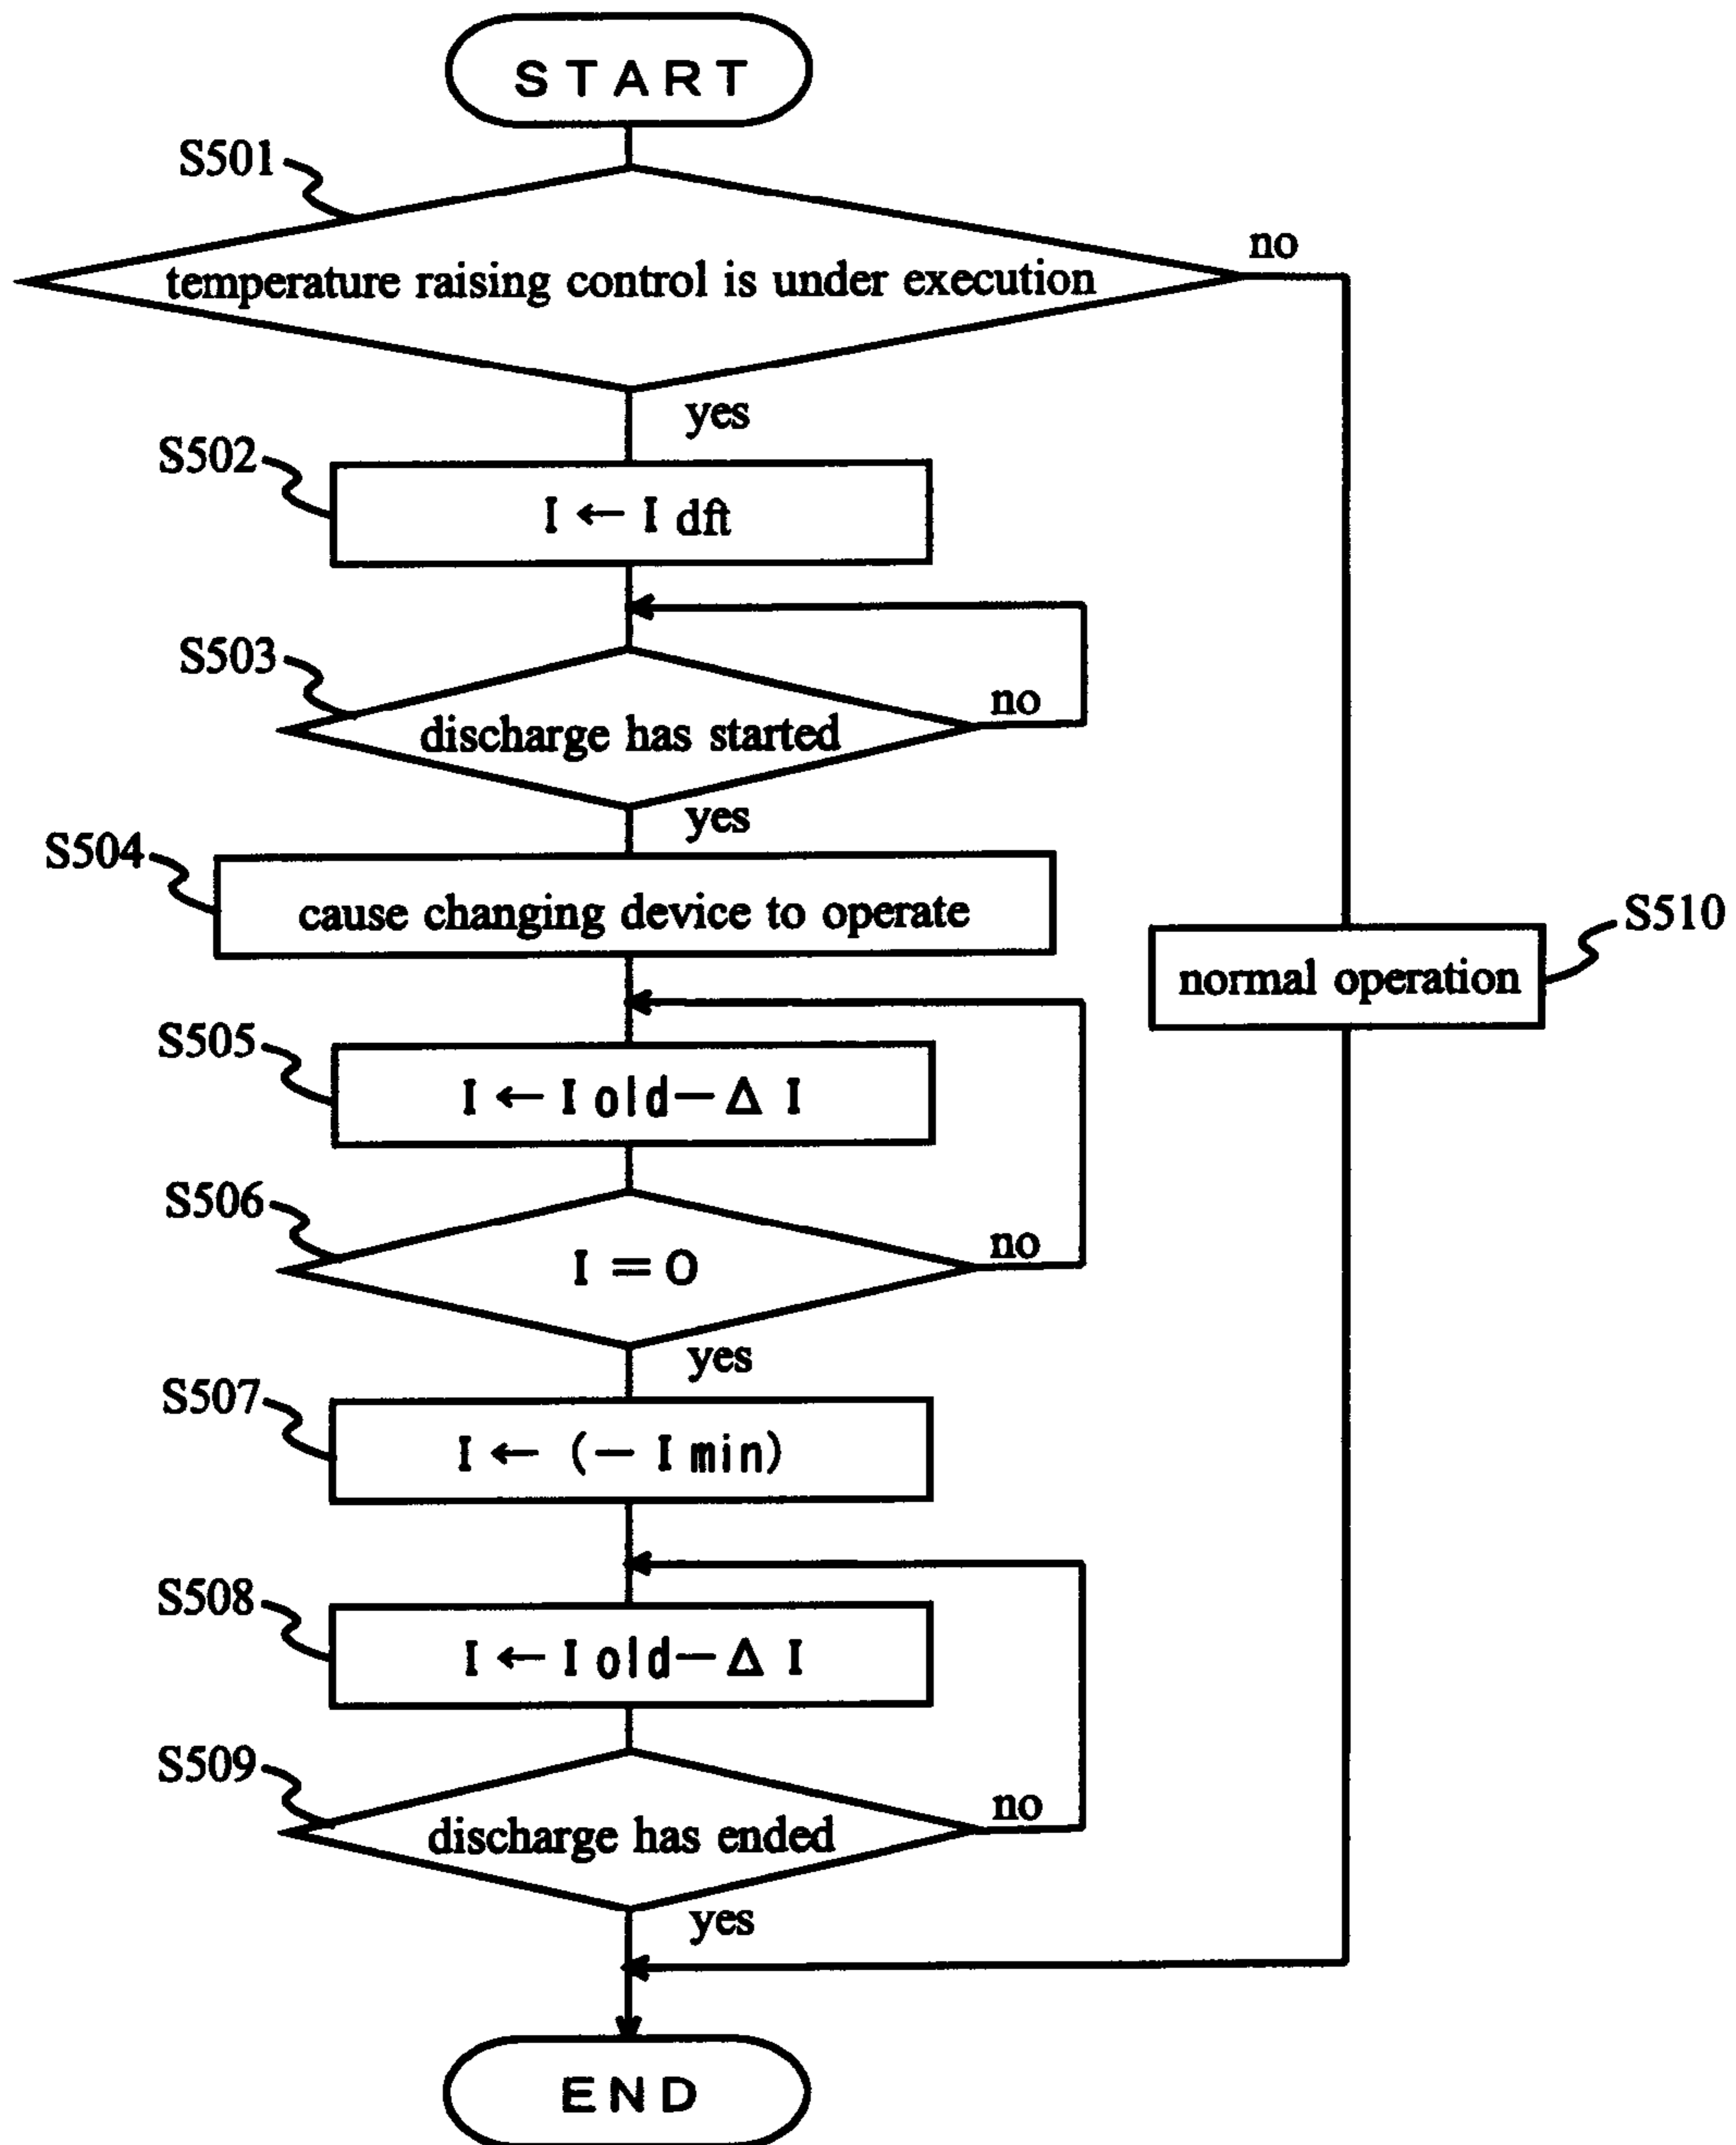 START
S501
no
temperature raising control is under execution
yes
S502
I ← I dft
S503
no
discharge has started
yes
S504
cause changing device to operate
S510
normal operation
S505
I ← I old − Δ I
S506
no
I = 0
yes
S507
I ← (− I min)
S508
I ← I old − Δ I
S509
no
discharge has ended
yes
END